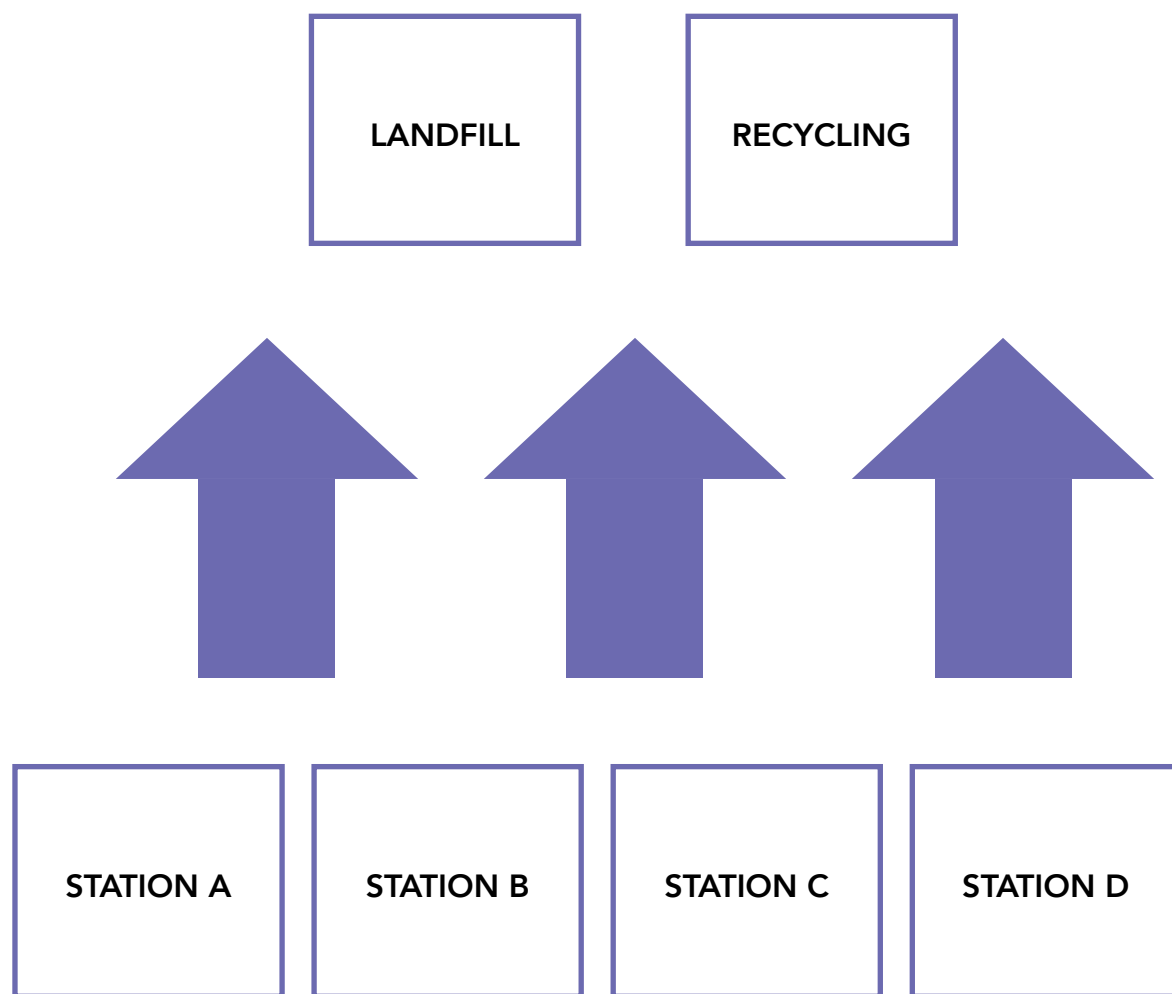 LANDFILL
RECYCLING
STATION A
STATION B
STATION C
STATION D